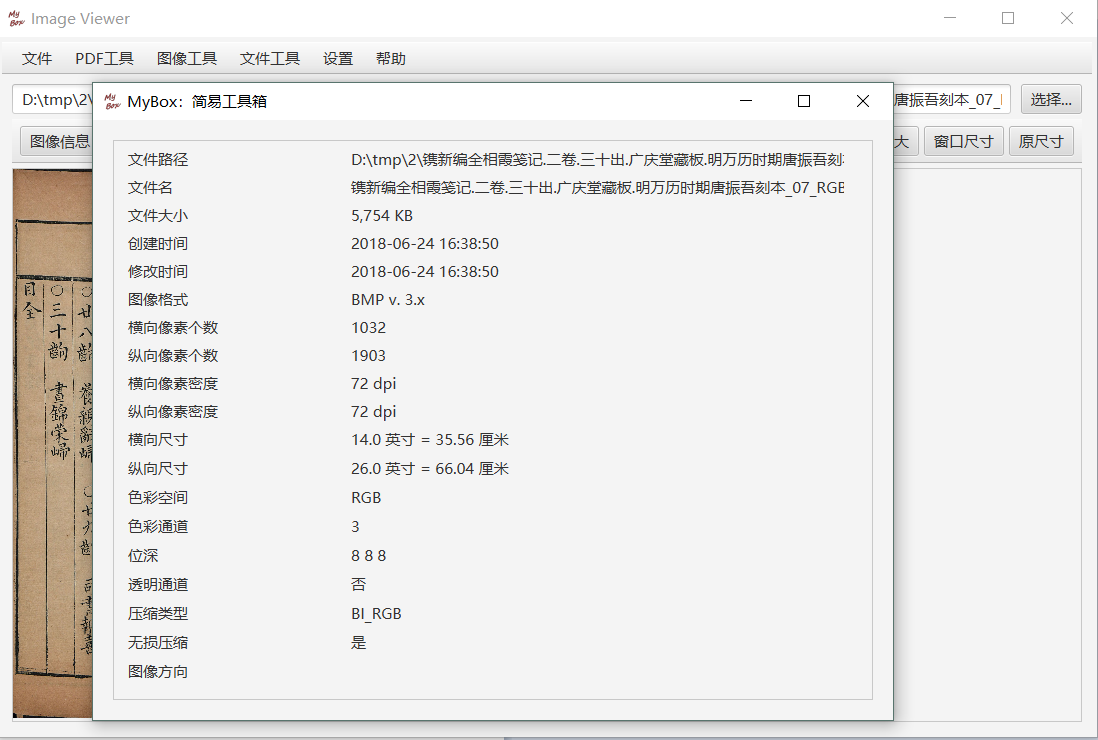 My Box Image Viewer
文件 PDF工具 图像工具 文件工具 设置 帮助
D:\tmp\2\ 唐振吾刻本_07_ 选择...
图像信息 大 窗口尺寸 原尺寸
My Box MyBox：简易工具箱
文件路径 D:\tmp\2\镌新编全相霞笺记.二卷.三十出.广庆堂藏板.明万历时期唐振吾刻
文件名 镌新编全相霞笺记.二卷.三十出.广庆堂藏板.明万历时期唐振吾刻本_07_RGB
文件大小 5,754 KB
创建时间 2018-06-24 16:38:50
修改时间 2018-06-24 16:38:50
图像格式 BMP v. 3.x
横向像素个数 1032
纵向像素个数 1903
横向像素密度 72 dpi
纵向像素密度 72 dpi
横向尺寸 14.0 英寸 = 35.56 厘米
纵向尺寸 26.0 英寸 = 66.04 厘米
色彩空间 RGB
色彩通道 3
位深 8 8 8
透明通道 否
压缩类型 BI_RGB
无损压缩 是
图像方向
廿八齣
〇三十齣 晝錦榮歸
目全